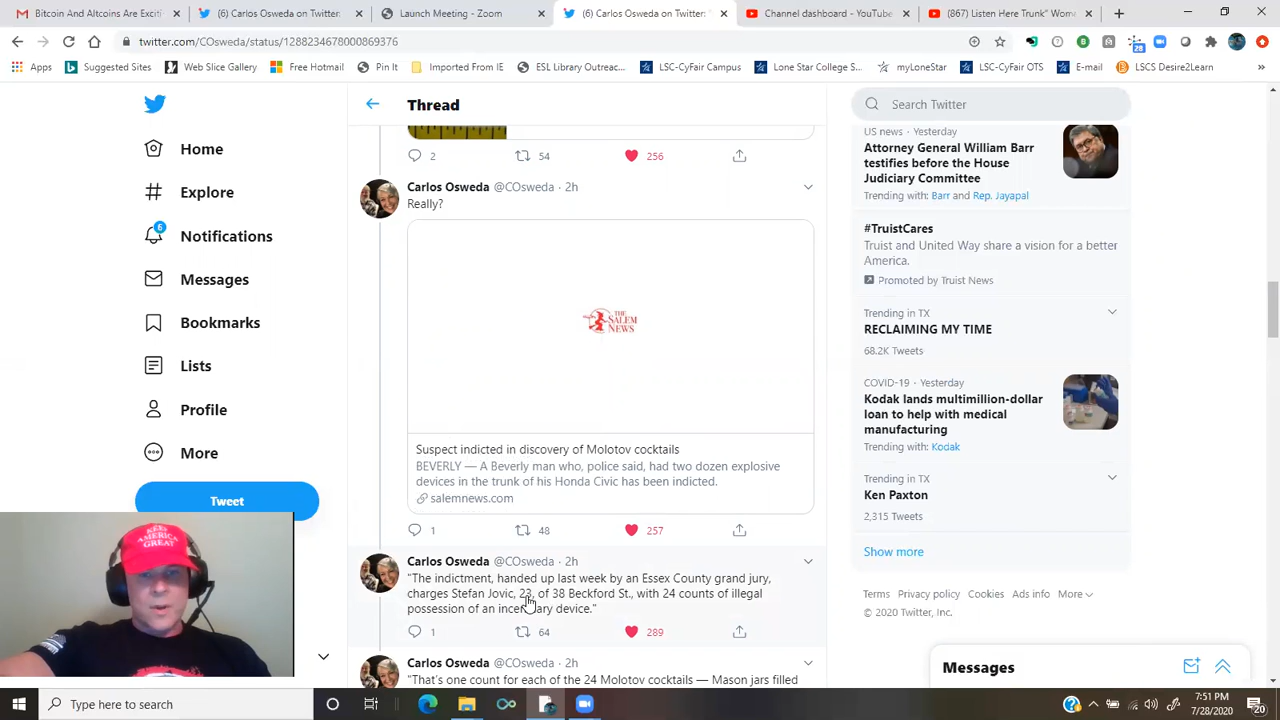 M Bitcoin And Altcoins Are Exciti
(6) Carlos Osweda on Twitter: "
Launch Meeting - Zoom
(6) Carlos Osweda on Twitter: "
Channel dashboard - YouTube
(867) Listen Here Trunk" Wonv
twitter.com/COsweda/status/1288234678000869376
28
Apps
Suggested Sites
Web Slice Gallery
Free Hotmail
Pin It
Imported From IE
ESL Library Outreac...
LSC-CyFair Campus
Lone Star College S...
myLoneStar
LSC-CyFair OTS
E-mail
LSCS Desire2Learn
Home
Explore
6
Notifications
Messages
Bookmarks
Lists
Profile
More
Tweet
KEEP
AMERICA
GREAT
Thread
2 54 256
Carlos Osweda @COsweda · 2h
Really?
THE
SALEM
NEWS
Suspect indicted in discovery of Molotov cocktails
BEVERLY — A Beverly man who, police said, had two dozen explosive
devices in the trunk of his Honda Civic has been indicted.
salemnews.com
1 48 257
Carlos Osweda @COsweda · 2h
"The indictment, handed up last week by an Essex County grand jury,
charges Stefan Jovic, 23, of 38 Beckford St., with 24 counts of illegal
possession of an incendiary device."
1 64 289
Carlos Osweda @COsweda · 2h
"That's one count for each of the 24 Molotov cocktails — Mason jars filled
Search Twitter
US news · Yesterday
Attorney General William Barr
testifies before the House
Judiciary Committee
Trending with: Barr and Rep. Jayapal
#TruistCares
Truist and United Way share a vision for a better
America.
Promoted by Truist News
Trending in TX
RECLAIMING MY TIME
68.2K Tweets
COVID-19 · Yesterday
Kodak lands multimillion-dollar
loan to help with medical
manufacturing
Trending with: Kodak
Trending in TX
Ken Paxton
2,315 Tweets
Show more
Terms Privacy policy Cookies Ads info More
© 2020 Twitter, Inc.
Messages
Type here to search
7:51 PM
7/28/2020
20